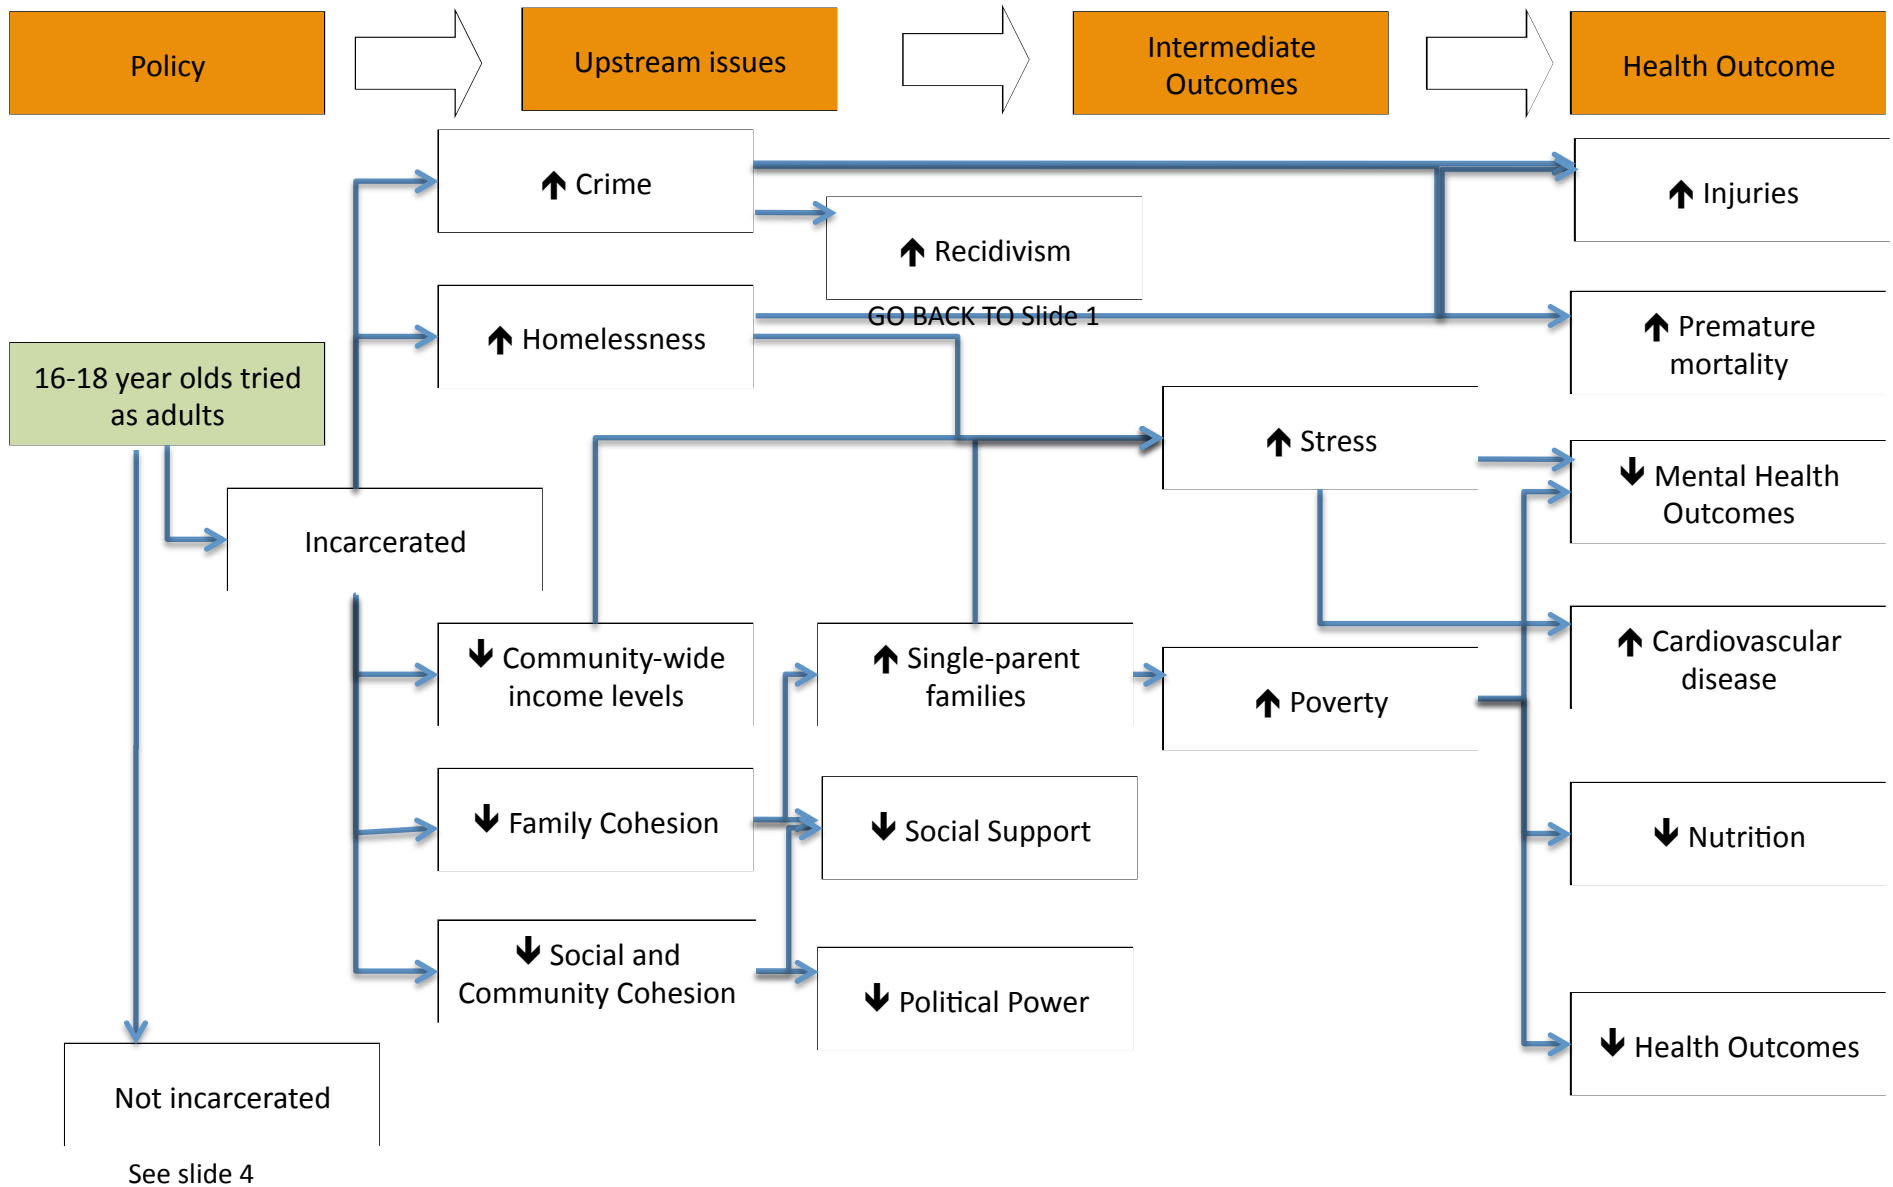 Policy
Upstream issues
Intermediate
Outcomes
Health Outcome
↑ Crime
↑ Injuries
↑ Recidivism
GO BACK TO Slide 1
↑ Homelessness
↑ Premature
mortality
16-18 year olds tried
as adults
↑ Stress
↓ Mental Health
Outcomes
Incarcerated
↓ Community-wide
income levels
↑ Single-parent
families
↑ Poverty
↑ Cardiovascular
disease
↓ Family Cohesion
↓ Social Support
↓ Nutrition
↓ Social and
Community Cohesion
↓ Political Power
↓ Health Outcomes
Not incarcerated
See slide 4